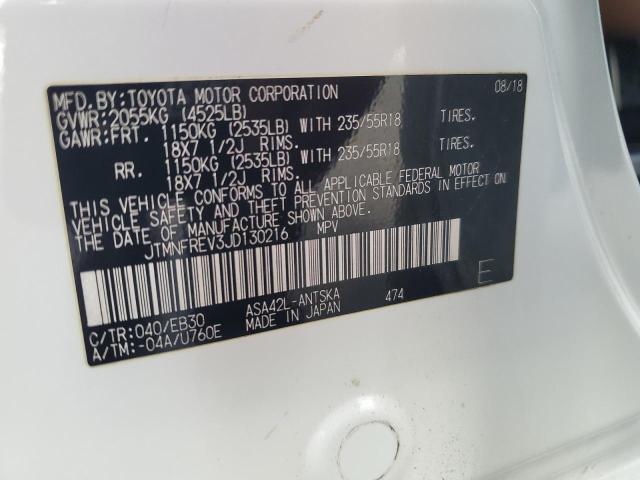 MFD.BY:TOYOTA MOTOR CORPORATION 08/18
GVWR:2055KG (4525LB)
GAWR:FRT. 1150KG (2535LB) WITH 235/55R18 TIRES.
18X7 1/2J RIMS.
RR. 1150KG (2535LB) WITH 235/55R18 TIRES.
18X7 1/2J RIMS.
THIS VEHICLE CONFORMS TO ALL APPLICABLE FEDERAL MOTOR
VEHICLE SAFETY AND THEFT PREVENTION STANDARDS IN EFFECT ON
THE DATE OF MANUFACTURE SHOWN ABOVE.
JTMNFREV3JD130216 MPV
E
C/TR:040/EB30 ASA42L-ANTSKA 474
A/TM:-04A/U760E MADE IN JAPAN